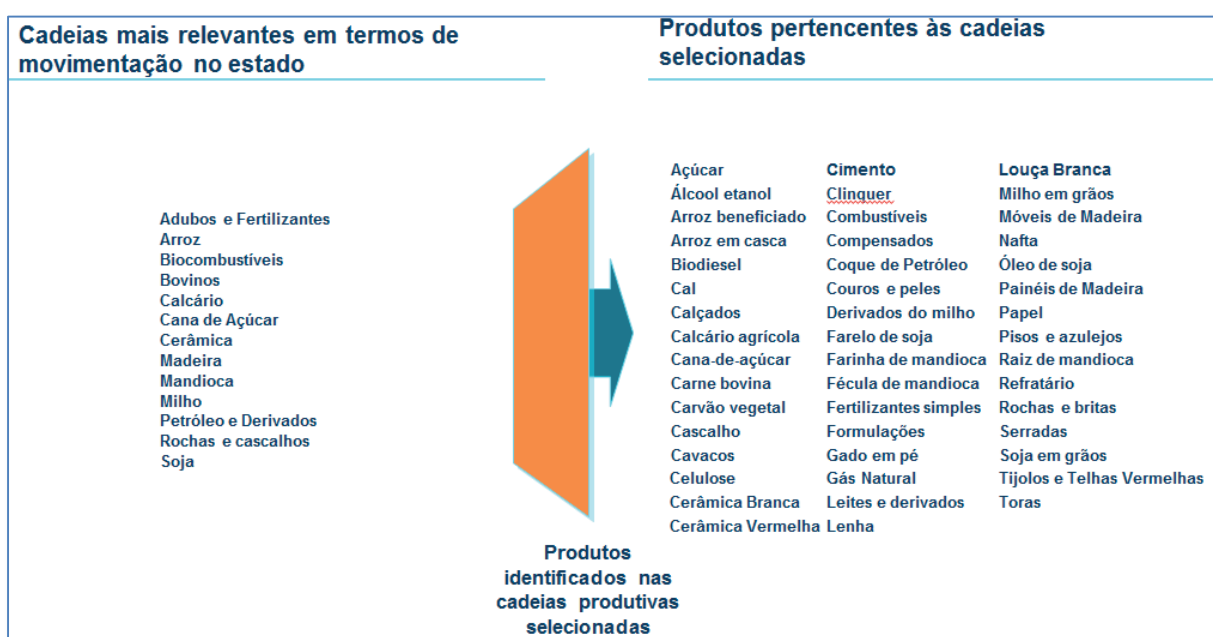 Cadeias mais relevantes em termos de
movimentação no estado
Produtos pertencentes às cadeias
selecionadas
Adubos e Fertilizantes
Arroz
Biocombustíveis
Bovinos
Calcário
Cana de Açúcar
Cerâmica
Madeira
Mandioca
Milho
Petróleo e Derivados
Rochas e cascalhos
Soja
Produtos
identificados nas
cadeias produtivas
selecionadas
Açúcar
Álcool etanol
Arroz beneficiado
Arroz em casca
Biodiesel
Cal
Calçados
Calcário agrícola
Cana-de-açúcar
Carne bovina
Carvão vegetal
Cascalho
Cavacos
Celulose
Cerâmica Branca
Cerâmica Vermelha
Cimento
Clinquer
Combustíveis
Compensados
Coque de Petróleo
Couros e peles
Derivados do milho
Farelo de soja
Farinha de mandioca
Fécula de mandioca
Fertilizantes simples
Formulações
Gado em pé
Gás Natural
Leites e derivados
Lenha
Louça Branca
Milho em grãos
Móveis de Madeira
Nafta
Óleo de soja
Painéis de Madeira
Papel
Pisos e azulejos
Raiz de mandioca
Refratário
Rochas e britas
Serradas
Soja em grãos
Tijolos e Telhas Vermelhas
Toras